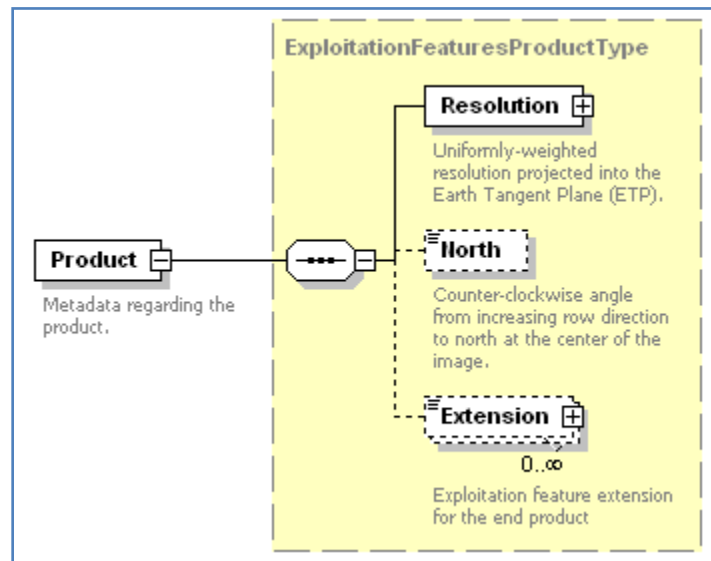 ExploitationFeaturesProductType
Resolution
Uniformly-weighted
resolution projected into the
Earth Tangent Plane (ETP).
Product
Metadata regarding the
product.
North
Counter-clockwise angle
from increasing row direction
to north at the center of the
image.
Extension
0..∞
Exploitation feature extension
for the end product